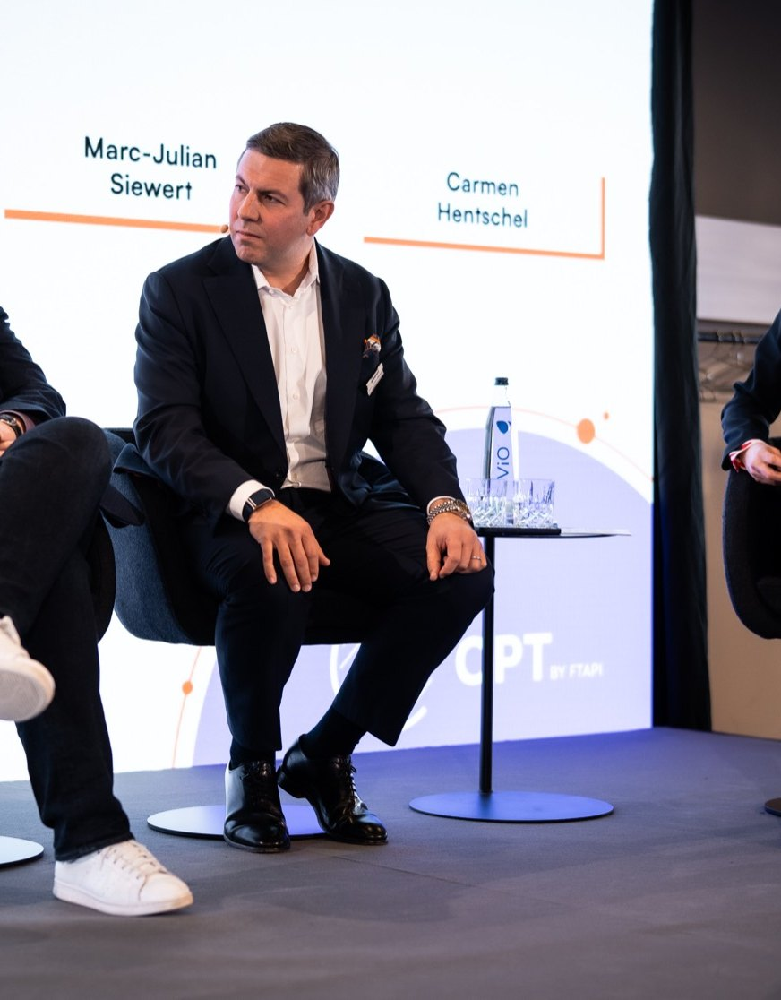 Marc-Julian
Siewert
Carmen
Hentschel
ViO
CPT
BY FTAPI